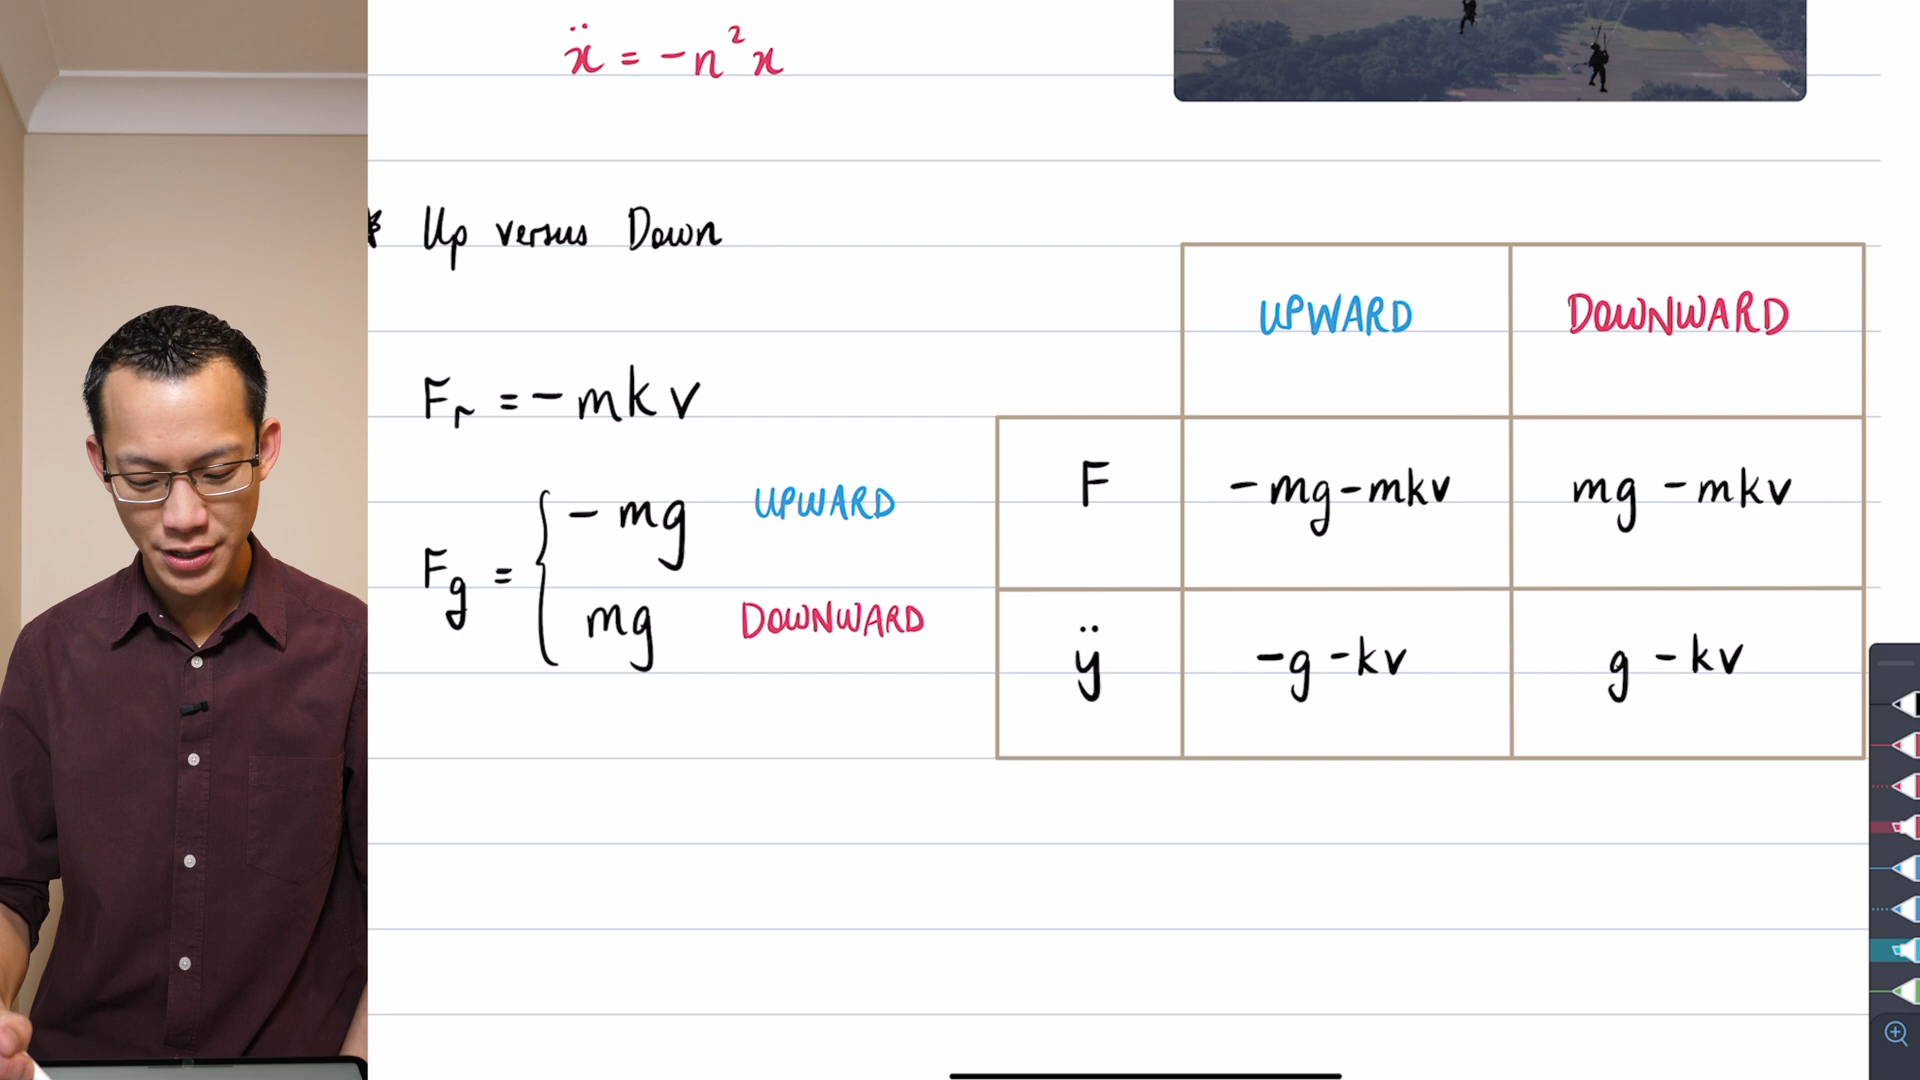 ẍ = -n²x
* Up versus Down
UPWARD DOWNWARD
Fr = - mkv
F -mg-mkv mg -mkv
Fg = { -mg UPWARD
mg DOWNWARD
ÿ -g-kv g-kv